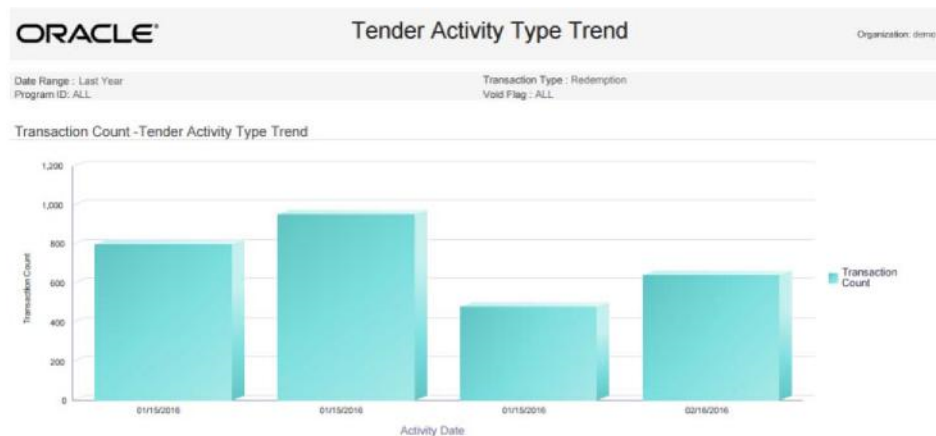 ORACLE®
Tender Activity Type Trend
Organization: demo
Date Range : Last Year
Transaction Type : Redemption
Program ID: ALL
Void Flag : ALL
Transaction Count -Tender Activity Type Trend
1,200
1,000
800
600
400
200
0
Transaction Count
Transaction
Count
01/15/2016 01/15/2016 01/15/2016 02/16/2016
Activity Date